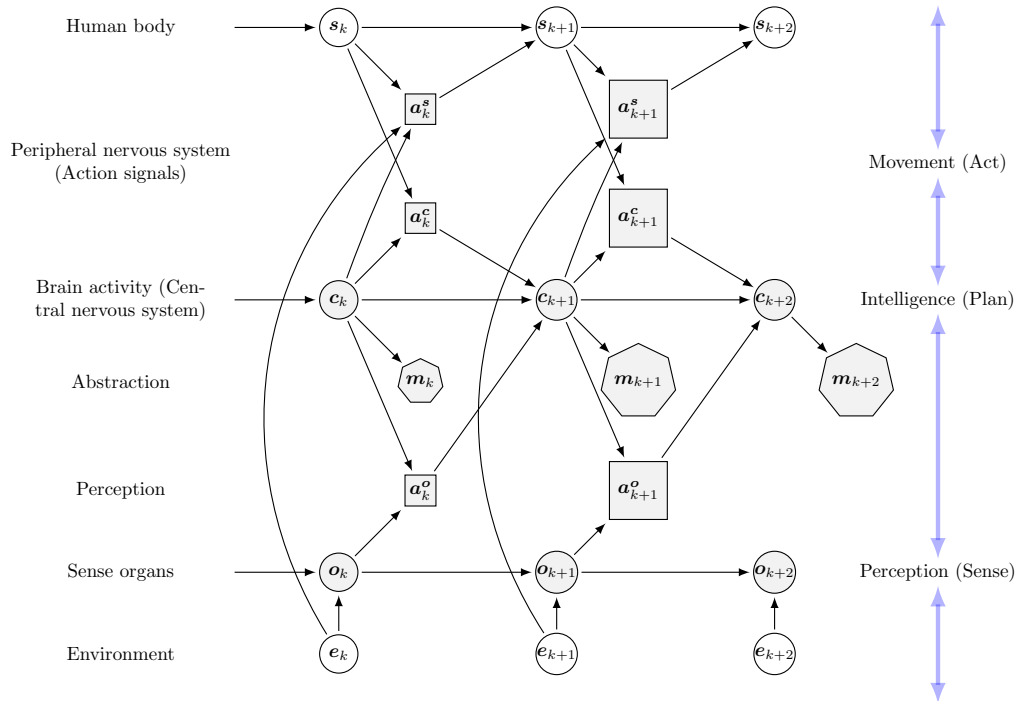 Human body
s_k
s_{k+1}
s_{k+2}
a^s_k
a^s_{k+1}
Peripheral nervous system
(Action signals)
Movement (Act)
a^c_k
a^c_{k+1}
Brain activity (Cen-
tral nervous system)
c_k
c_{k+1}
c_{k+2}
Intelligence (Plan)
Abstraction
m_k
m_{k+1}
m_{k+2}
Perception
a^o_k
a^o_{k+1}
Sense organs
o_k
o_{k+1}
o_{k+2}
Perception (Sense)
Environment
e_k
e_{k+1}
e_{k+2}